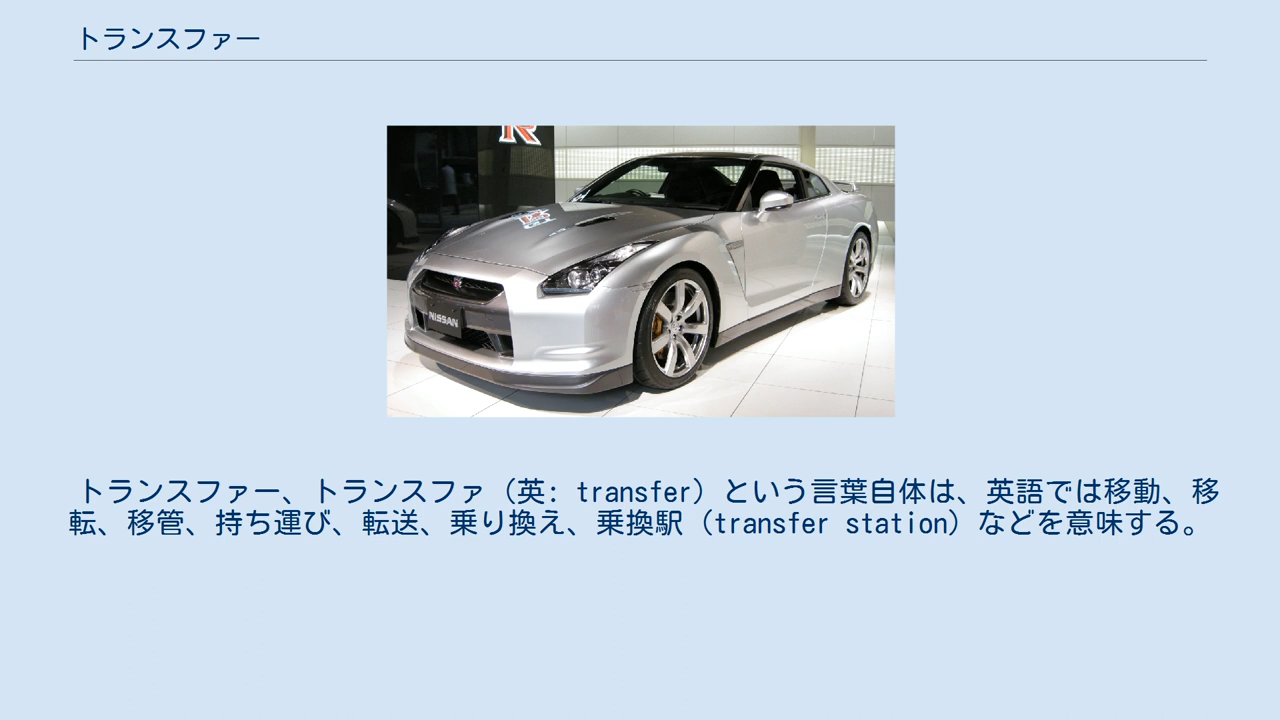 トランスファー
R
NISSAN
トランスファー、トランスファ（英: transfer）という言葉自体は、英語では移動、移
転、移管、持ち運び、転送、乗り換え、乗換駅（transfer station）などを意味する。